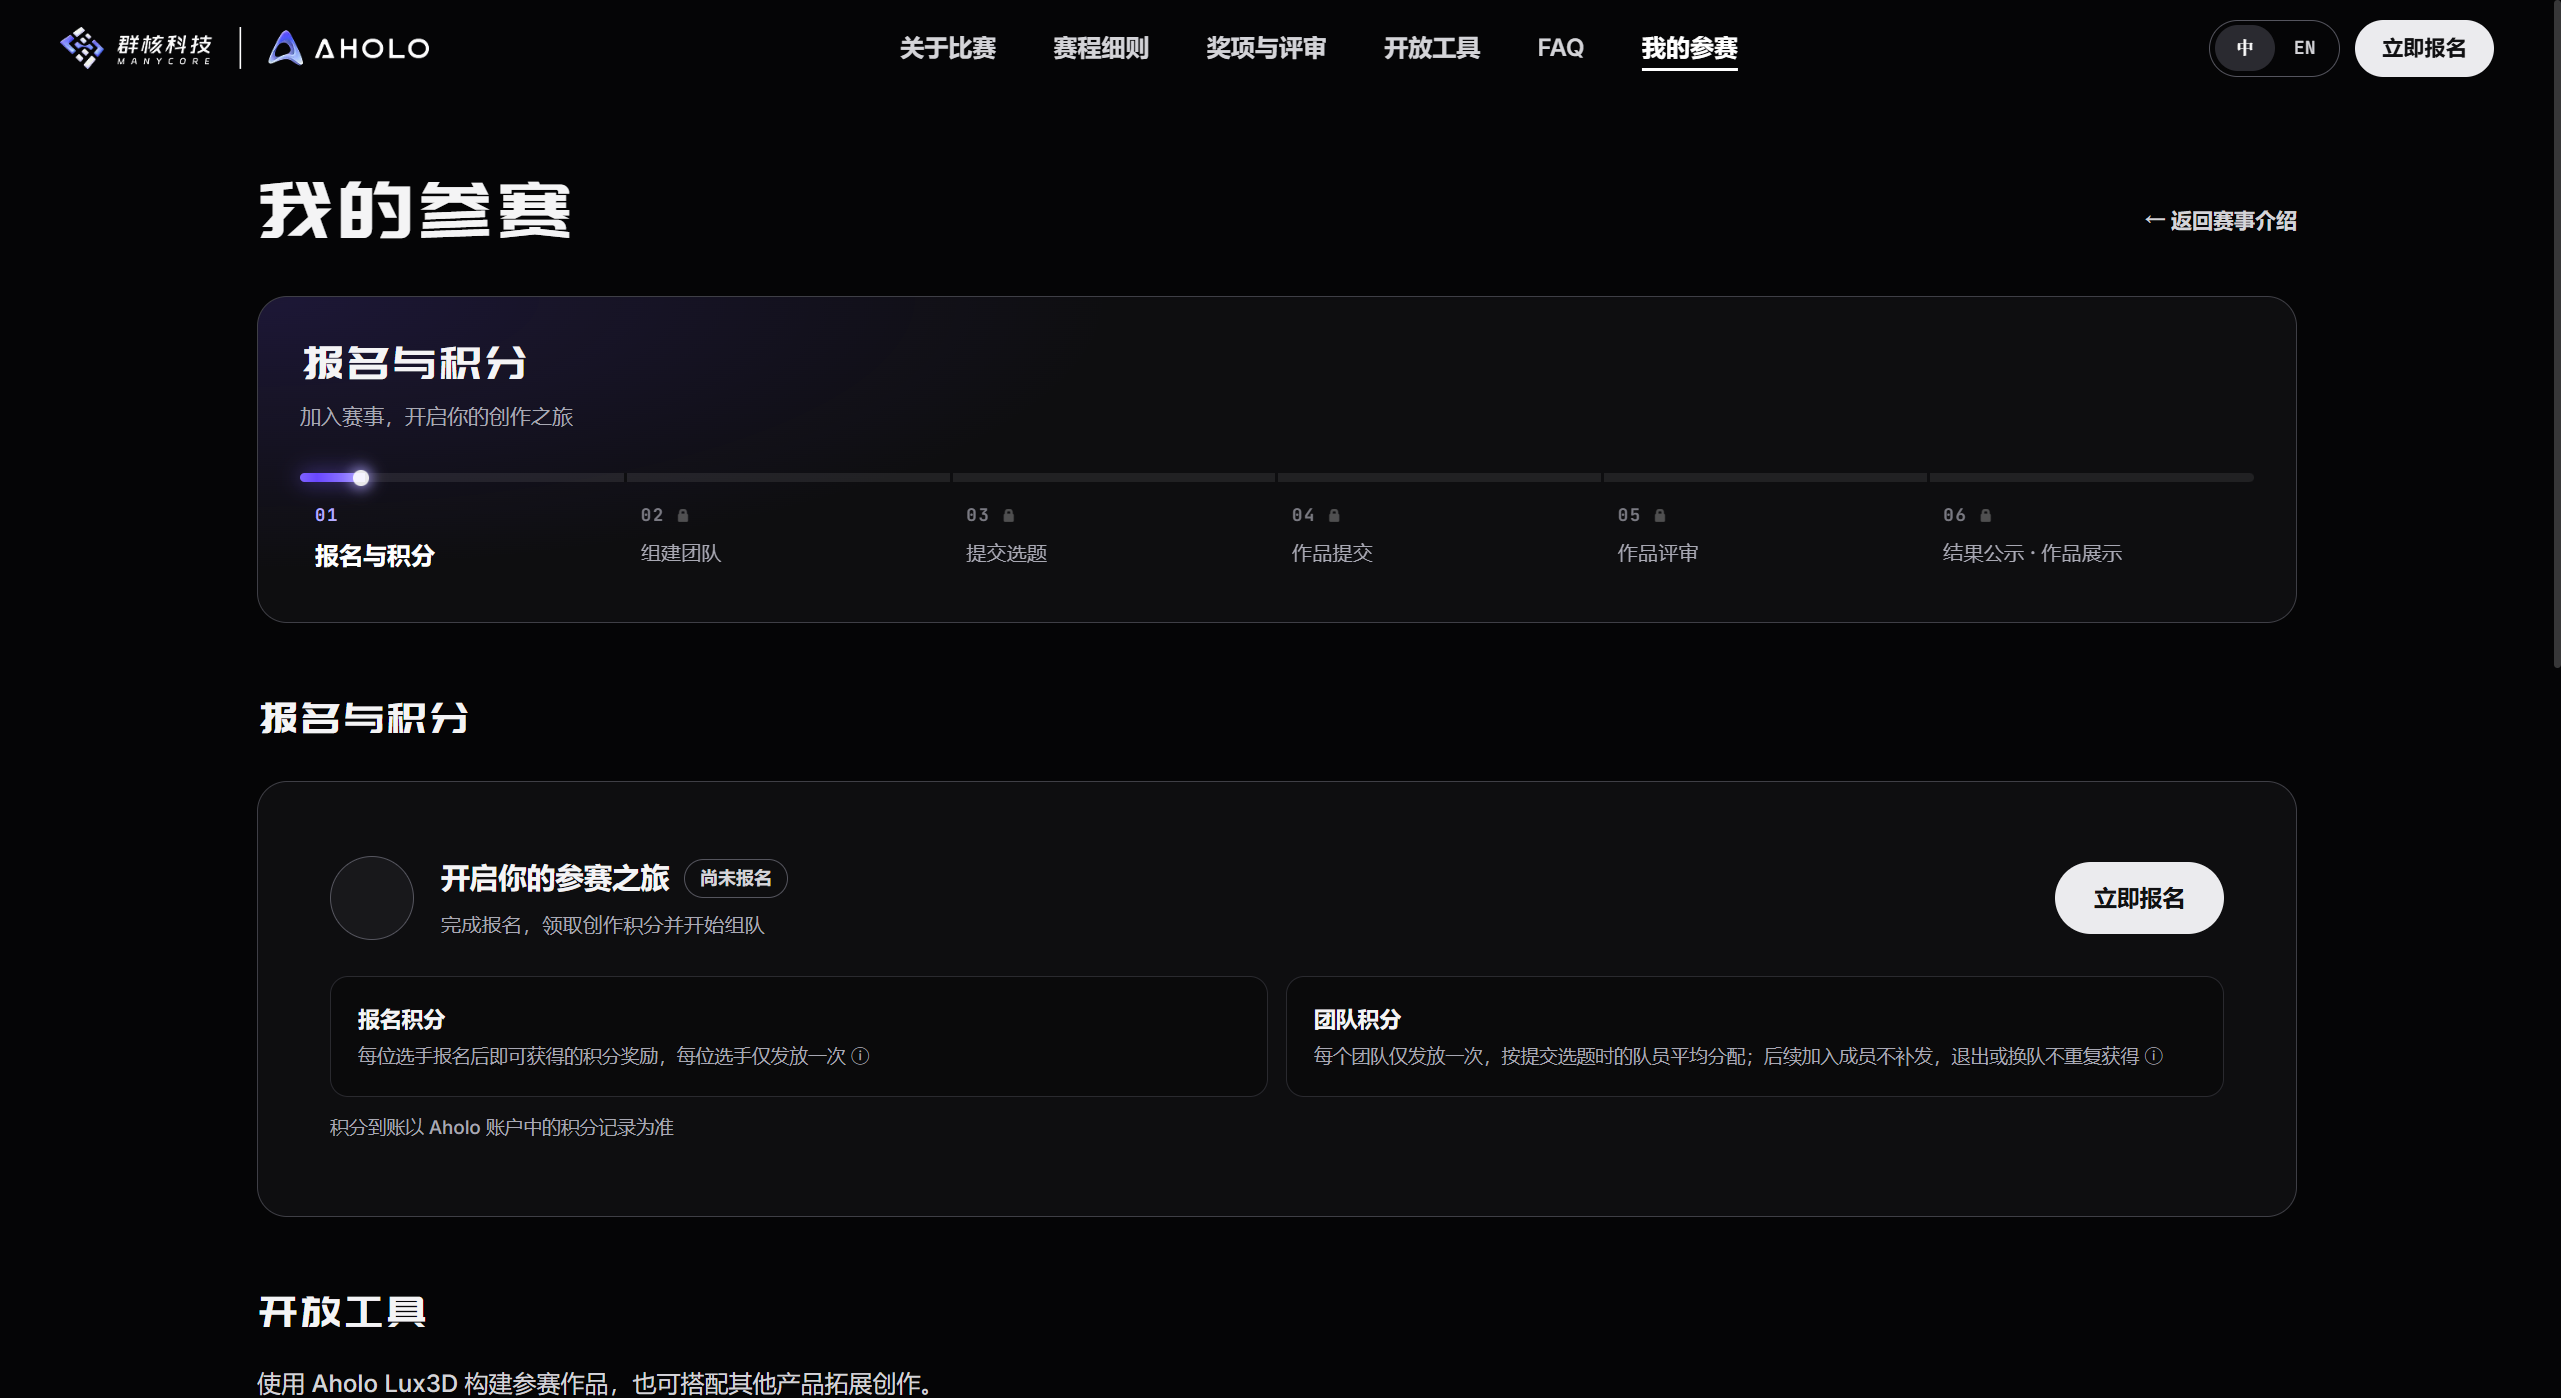 群核科技
MANYCORE
AHOLO
关于比赛
赛程细则
奖项与评审
开放工具
FAQ
我的参赛
中
EN
立即报名
我的参赛
← 返回赛事介绍
报名与积分
加入赛事，开启你的创作之旅
01
报名与积分
02
组建团队
03
提交选题
04
作品提交
05
作品评审
06
结果公示 · 作品展示
报名与积分
开启你的参赛之旅
尚未报名
完成报名，领取创作积分并开始组队
立即报名
报名积分
每位选手报名后即可获得的积分奖励，每位选手仅发放一次
团队积分
每个团队仅发放一次，按提交选题时的队员平均分配；后续加入成员不补发，退出或换队不重复获得
积分到账以 Aholo 账户中的积分记录为准
开放工具
使用 Aholo Lux3D 构建参赛作品，也可搭配其他产品拓展创作。